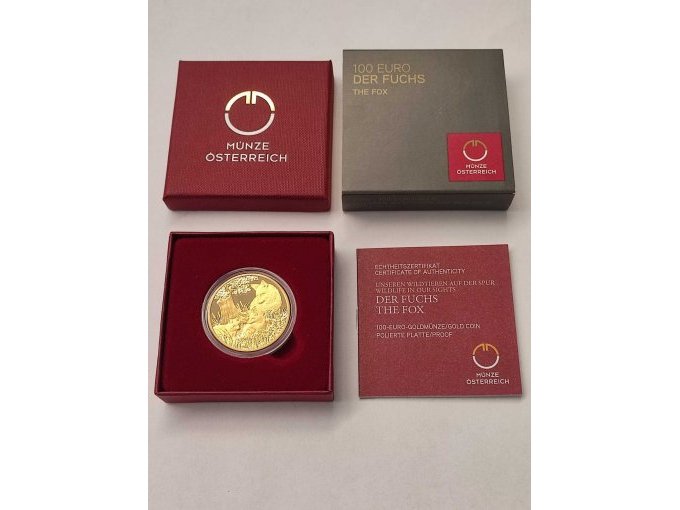 MÜNZE
ÖSTERREICH
100 EURO
DER FUCHS
THE FOX
MÜNZE
ÖSTERREICH
ECHTHEITSZERTIFIKAT
CERTIFICATE OF AUTHENTICITY
UNSEREN WILDTIEREN AUF DER SPUR
WILDLIFE IN OUR SIGHTS
DER FUCHS
THE FOX
100-EURO-GOLDMÜNZE/GOLD COIN
POLIERTE PLATTE/PROOF
MÜNZE
ÖSTERREICH